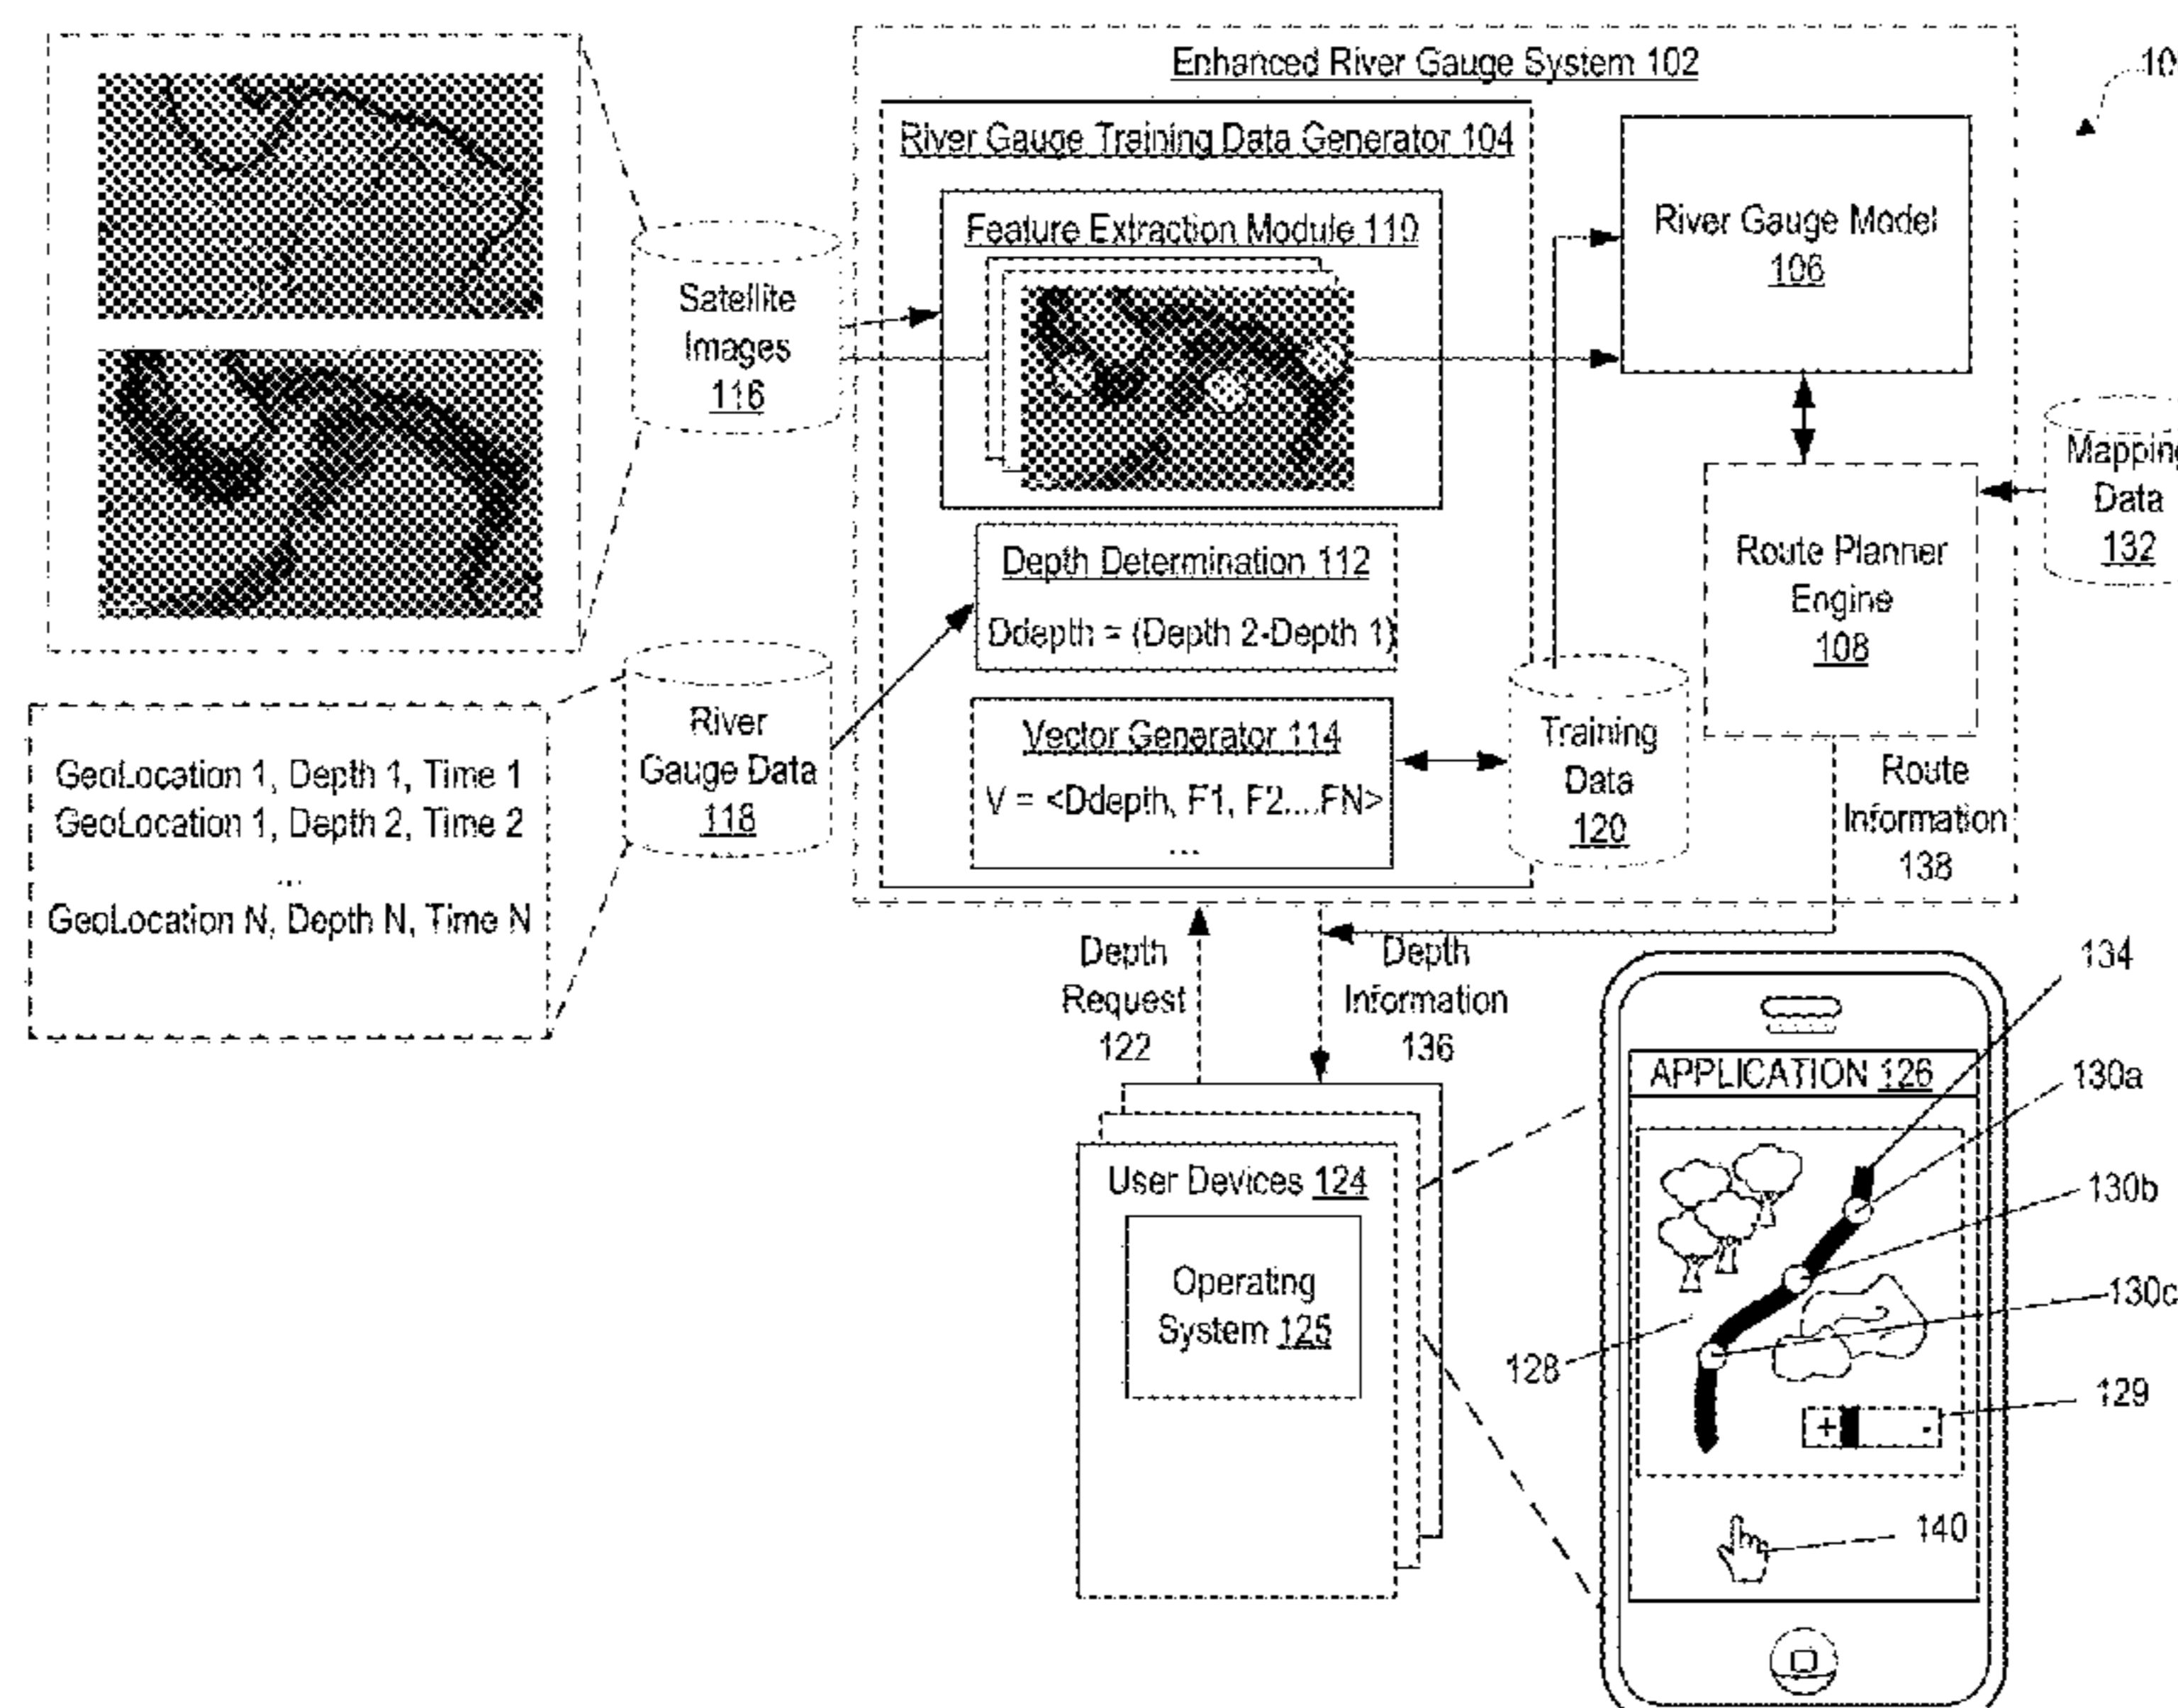 Enhanced River Gauge System 102
10
River Gauge Training Data Generator 104
Feature Extraction Module 110
River Gauge Model
106
Satellite
Images
116
Mapping
Data
132
Depth Determination 112
Ddepth = (Depth 2-Depth 1)
Route Planner
Engine
108
River
Gauge Data
118
Vector Generator 114
V = <Ddepth, F1, F2...FN>
...
Training
Data
120
Route
Information
138
GeoLocation 1, Depth 1, Time 1
GeoLocation 1, Depth 2, Time 2
...
GeoLocation N, Depth N, Time N
Depth
Request
122
Depth
Information
136
134
APPLICATION 126
130a
130b
130c
128
129
+ -
140
User Devices 124
Operating
System 125